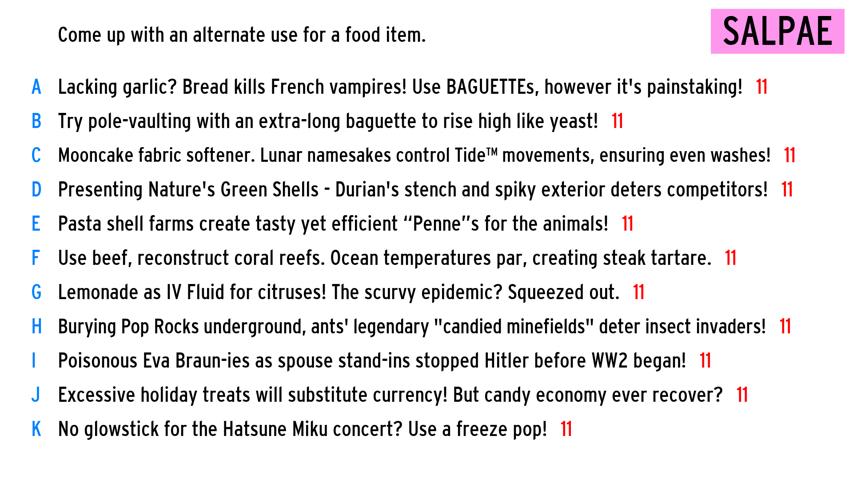 Come up with an alternate use for a food item.
SALPAE
A Lacking garlic? Bread kills French vampires! Use BAGUETTEs, however it's painstaking! 11
B Try pole-vaulting with an extra-long baguette to rise high like yeast! 11
C Mooncake fabric softener. Lunar namesakes control Tide™ movements, ensuring even washes! 11
D Presenting Nature's Green Shells - Durian's stench and spiky exterior deters competitors! 11
E Pasta shell farms create tasty yet efficient “Penne”s for the animals! 11
F Use beef, reconstruct coral reefs. Ocean temperatures par, creating steak tartare. 11
G Lemonade as IV Fluid for citruses! The scurvy epidemic? Squeezed out. 11
H Burying Pop Rocks underground, ants' legendary "candied minefields" deter insect invaders! 11
I Poisonous Eva Braun-ies as spouse stand-ins stopped Hitler before WW2 began! 11
J Excessive holiday treats will substitute currency! But candy economy ever recover? 11
K No glowstick for the Hatsune Miku concert? Use a freeze pop! 11